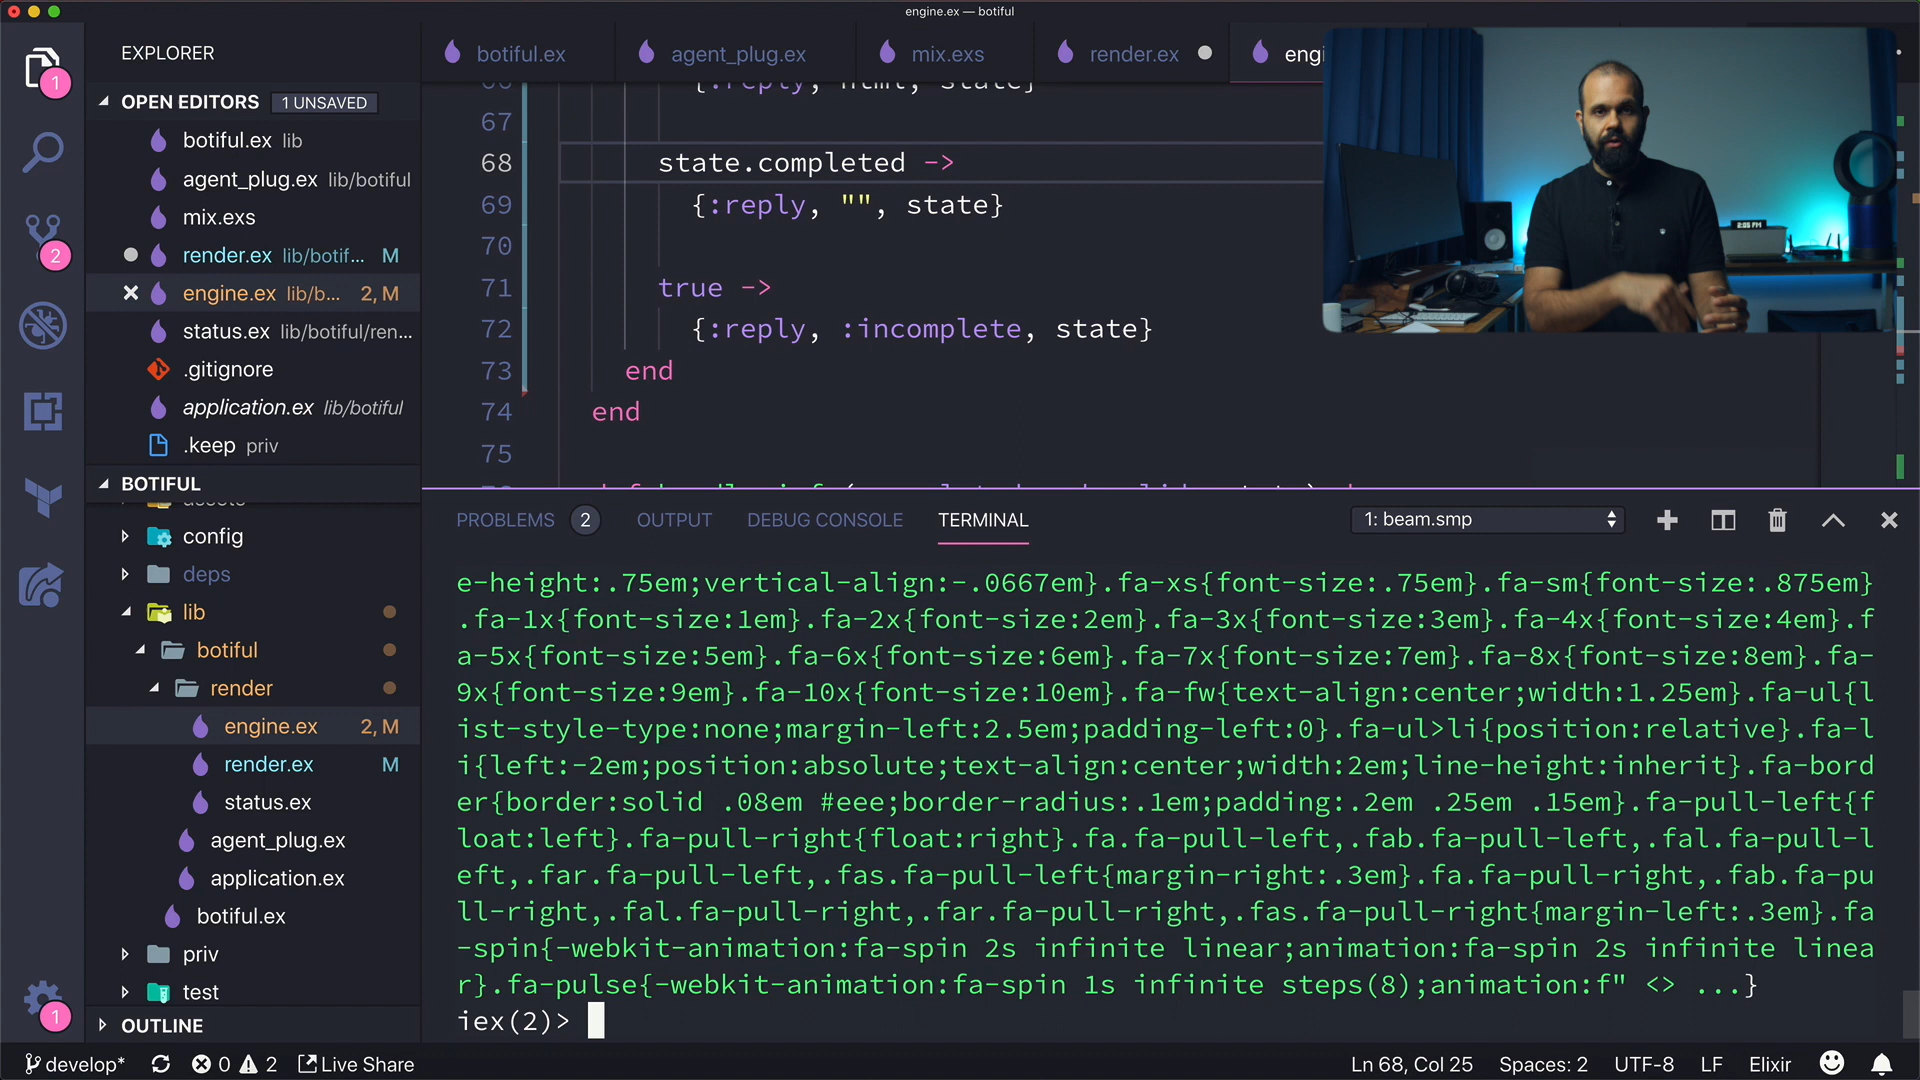 engine.ex — botiful
EXPLORER
botiful.ex
agent_plug.ex
mix.exs
render.ex
1
OPEN EDITORS
1 UNSAVED
botiful.ex lib
agent_plug.ex lib/botiful
mix.exs
render.ex lib/botif... M
2
engine.ex lib/b... 2, M
status.ex lib/botiful/ren...
.gitignore
application.ex lib/botiful
.keep priv
BOTIFUL
config
deps
lib
botiful
render
engine.ex 2, M
render.ex M
status.ex
agent_plug.ex
application.ex
botiful.ex
priv
test
1
OUTLINE
67
68 state.completed ->
69 {:reply, "", state}
70
71 true ->
72 {:reply, :incomplete, state}
73 end
74 end
75
2:05 PM
PROBLEMS 2 OUTPUT DEBUG CONSOLE TERMINAL 1: beam.smp
e-height:.75em;vertical-align:-.0667em}.fa-xs{font-size:.75em}.fa-sm{font-size:.875em}
.fa-1x{font-size:1em}.fa-2x{font-size:2em}.fa-3x{font-size:3em}.fa-4x{font-size:4em}.f
a-5x{font-size:5em}.fa-6x{font-size:6em}.fa-7x{font-size:7em}.fa-8x{font-size:8em}.fa-
9x{font-size:9em}.fa-10x{font-size:10em}.fa-fw{text-align:center;width:1.25em}.fa-ul{l
ist-style-type:none;margin-left:2.5em;padding-left:0}.fa-ul>li{position:relative}.fa-l
i{left:-2em;position:absolute;text-align:center;width:2em;line-height:inherit}.fa-bord
er{border:solid .08em #eee;border-radius:.1em;padding:.2em .25em .15em}.fa-pull-left{f
loat:left}.fa-pull-right{float:right}.fa.fa-pull-left,.fab.fa-pull-left,.fal.fa-pull-l
eft,.far.fa-pull-left,.fas.fa-pull-left{margin-right:.3em}.fa.fa-pull-right,.fab.fa-pu
ll-right,.fal.fa-pull-right,.far.fa-pull-right,.fas.fa-pull-right{margin-left:.3em}.fa
-spin{-webkit-animation:fa-spin 2s infinite linear;animation:fa-spin 2s infinite linea
r}.fa-pulse{-webkit-animation:fa-spin 1s infinite steps(8);animation:f" <> ...}
iex(2)>
develop* 0 2 Live Share Ln 68, Col 25 Spaces: 2 UTF-8 LF Elixir